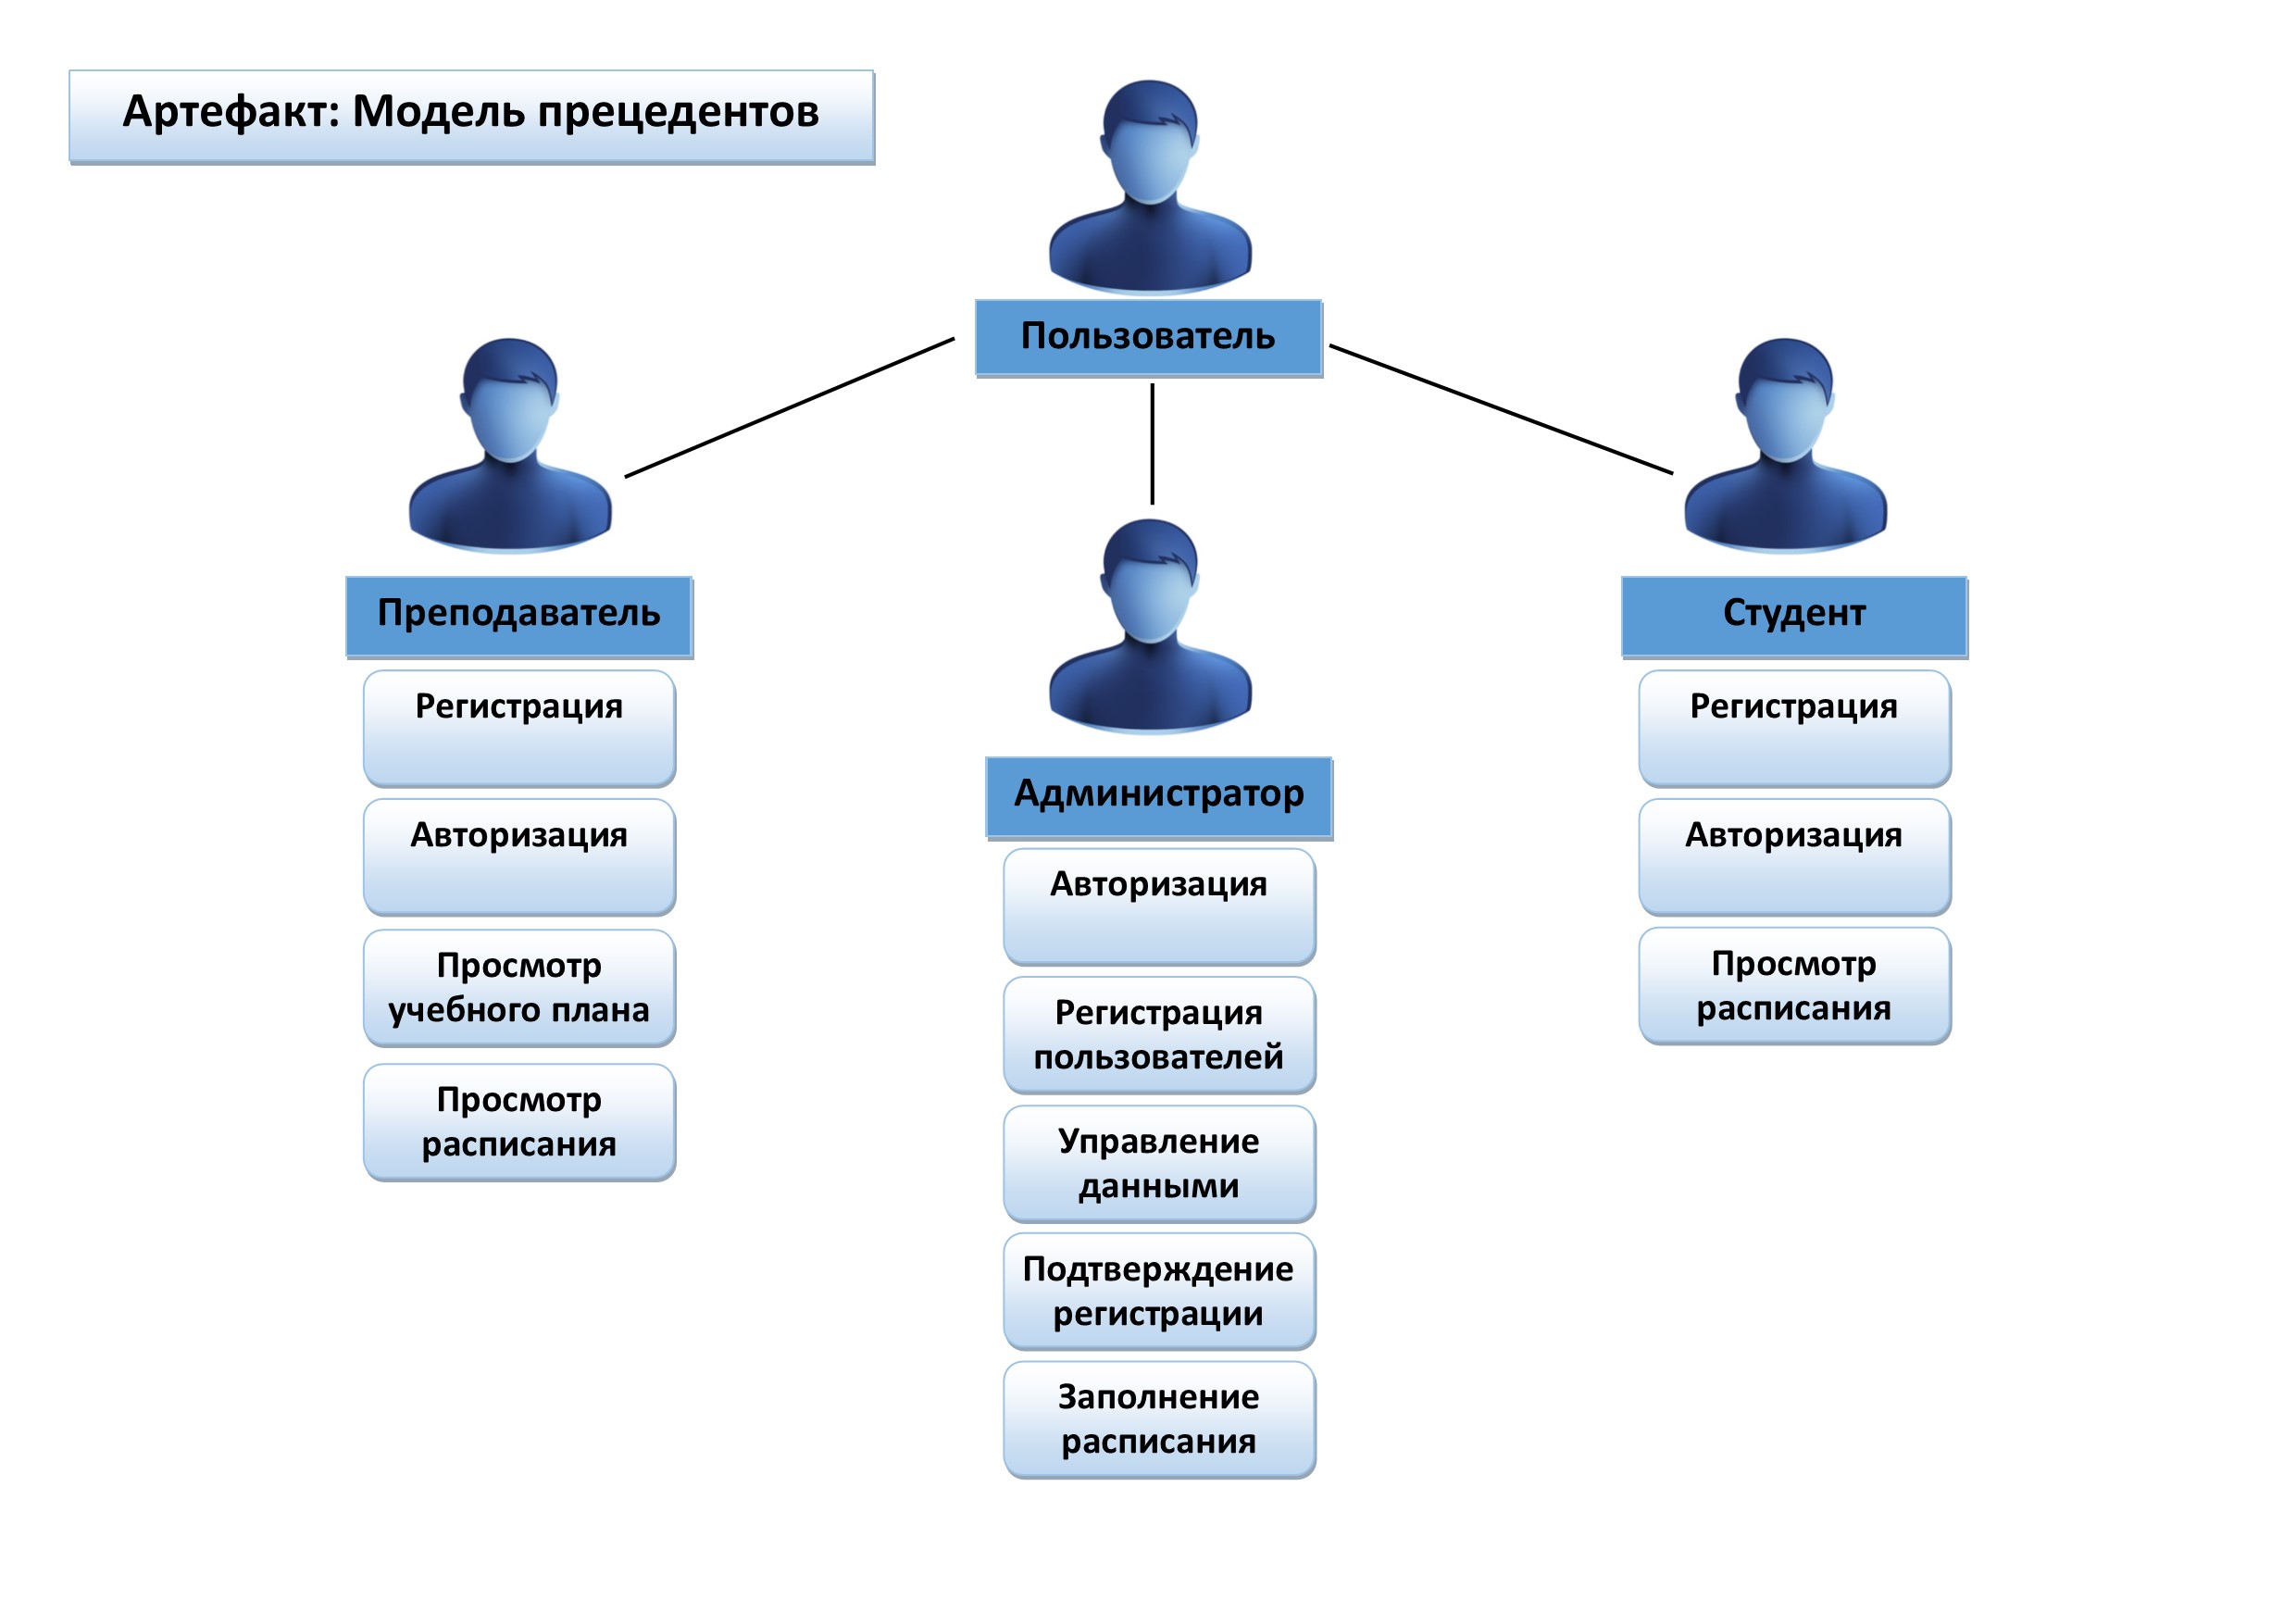 Артефакт: Модель прецедентов
Пользователь
Преподаватель
Регистрация
Авторизация
Просмотр
учебного плана
Просмотр
расписания
Администратор
Авторизация
Регистрация
пользователей
Управление
данными
Подтверждение
регистрации
Заполнение
расписания
Студент
Регистрация
Авторизация
Просмотр
расписания